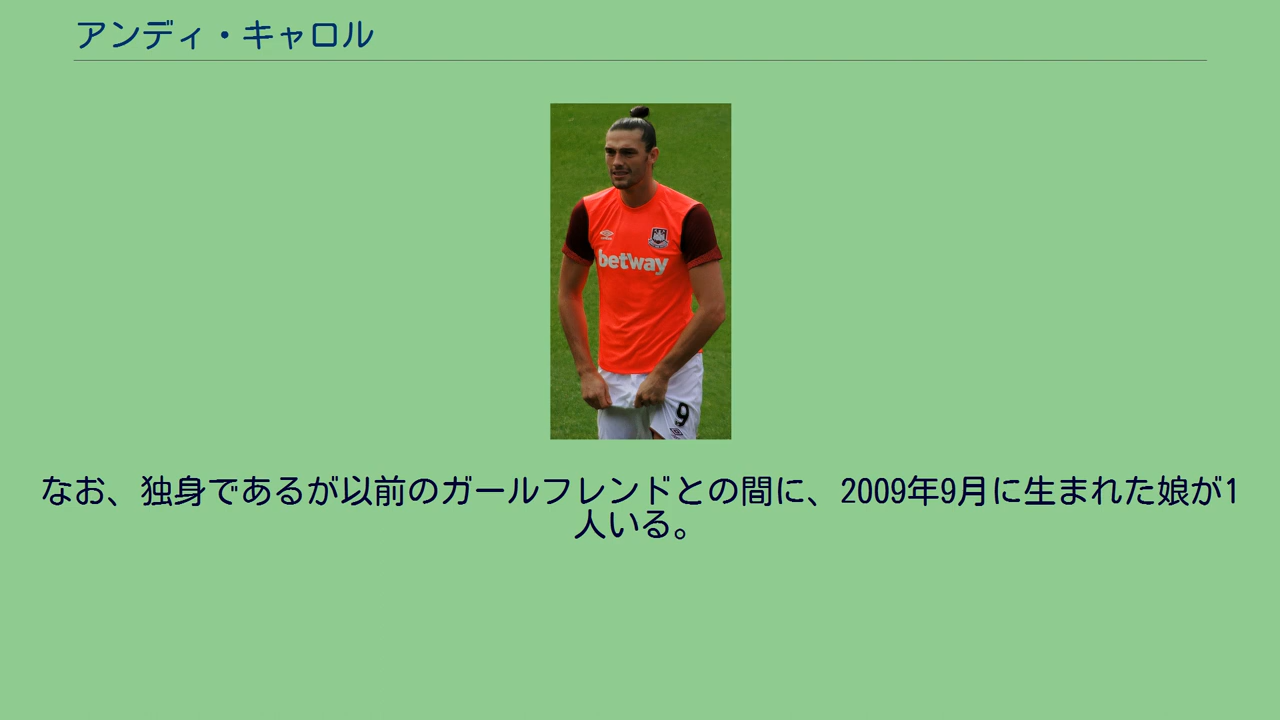 アンディ・キャロル
betway
9
なお、独身であるが以前のガールフレンドとの間に、2009年9月に生まれた娘が1
人いる。